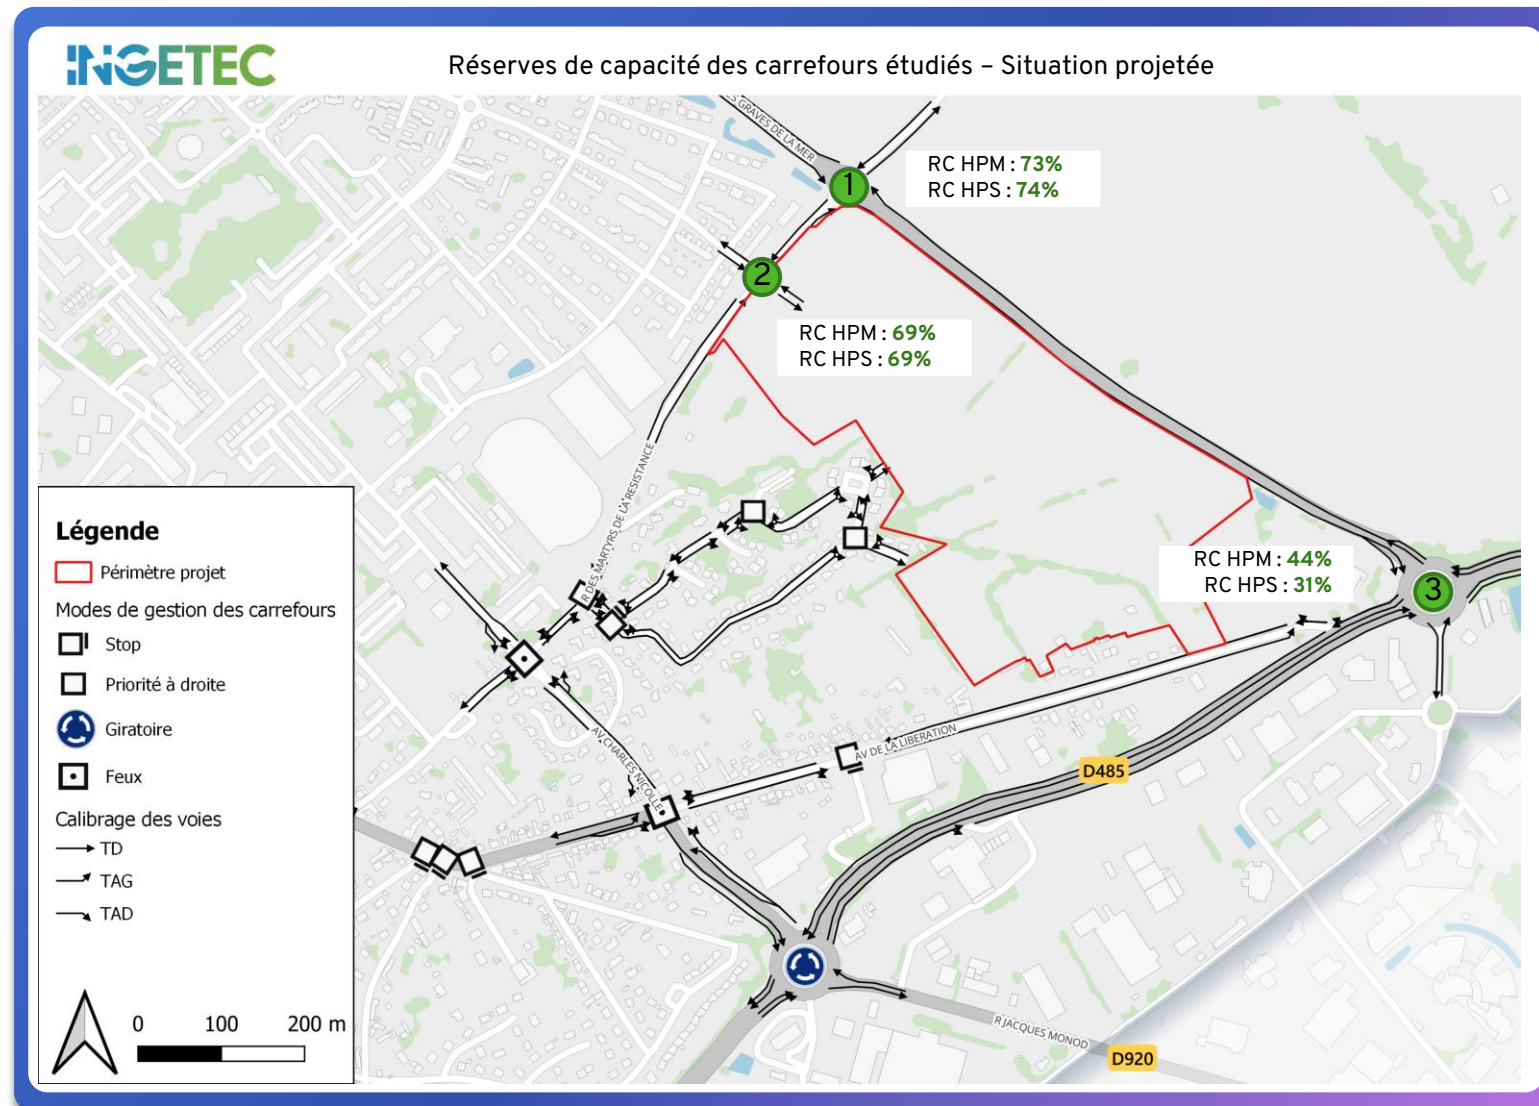 INGETEC
Réserves de capacité des carrefours étudiés – Situation projetée
GRAVES DE LA MER
1
RC HPM : 73%
RC HPS : 74%
2
RC HPM : 69%
RC HPS : 69%
R DES MARTYRS DE LA RESISTANCE
RC HPM : 44%
RC HPS : 31%
3
AV CHARLES NICOLLE
AV DE LA LIBERATION
D485
R JACQUES MONOD
D920
Légende
Périmètre projet
Modes de gestion des carrefours
Stop
Priorité à droite
Giratoire
Feux
Calibrage des voies
TD
TAG
TAD
0 100 200 m